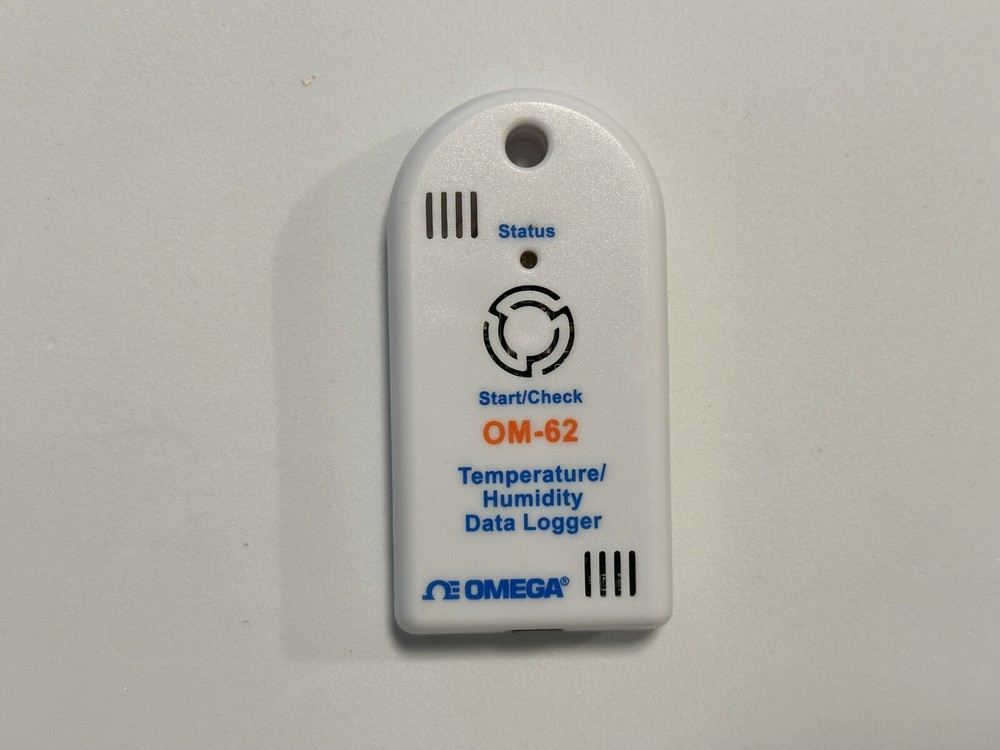 Status
Start/Check
OM-62
Temperature/
Humidity
Data Logger
ΩE OMEGA®